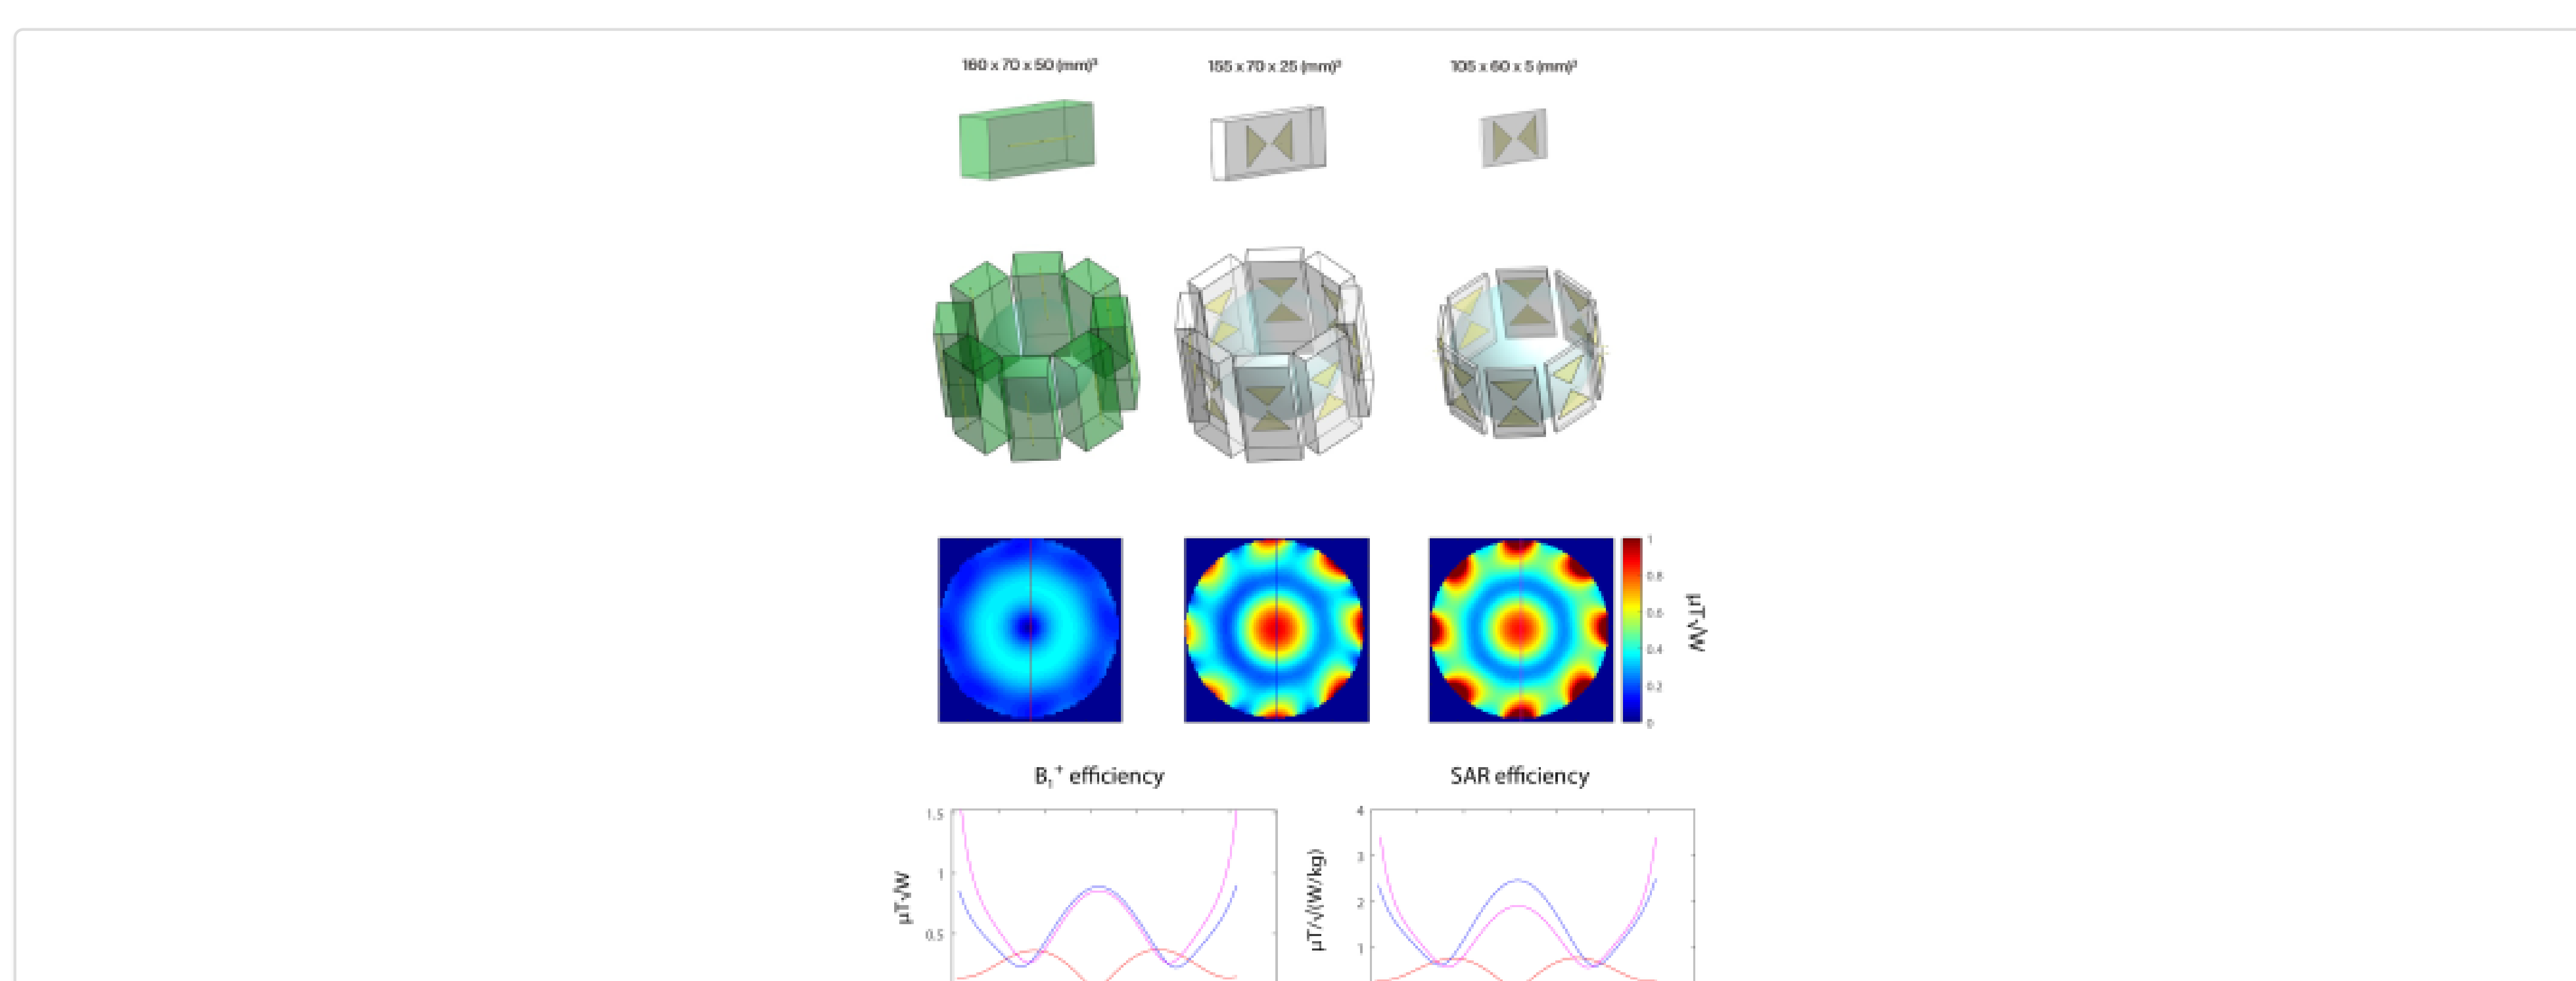 160 x 70 x 50 (mm)³ 155 x 70 x 25 (mm)³ 105 x 60 x 5 (mm)³
1
0.8
0.6
0.4
0.2
0
μT√W
B₁⁺ efficiency SAR efficiency
1.5
1
0.5
μT√W
4
3
2
1
μT/√(W/kg)